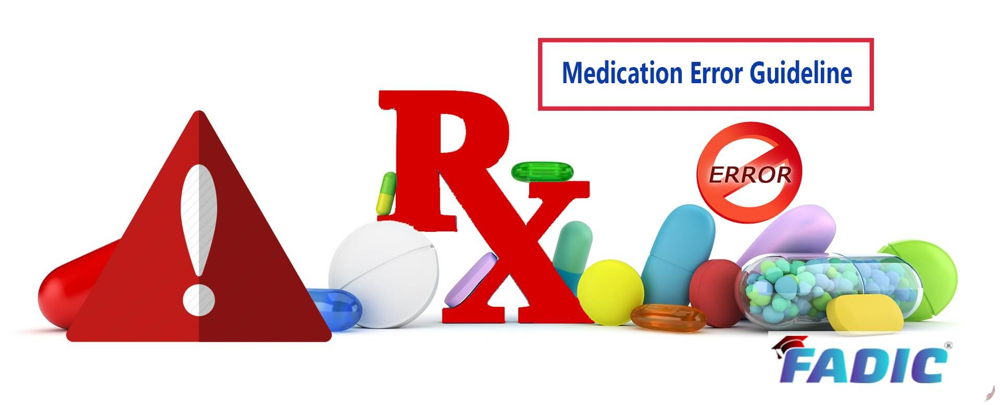 Medication Error Guideline
Rx
ERROR
FADIC®